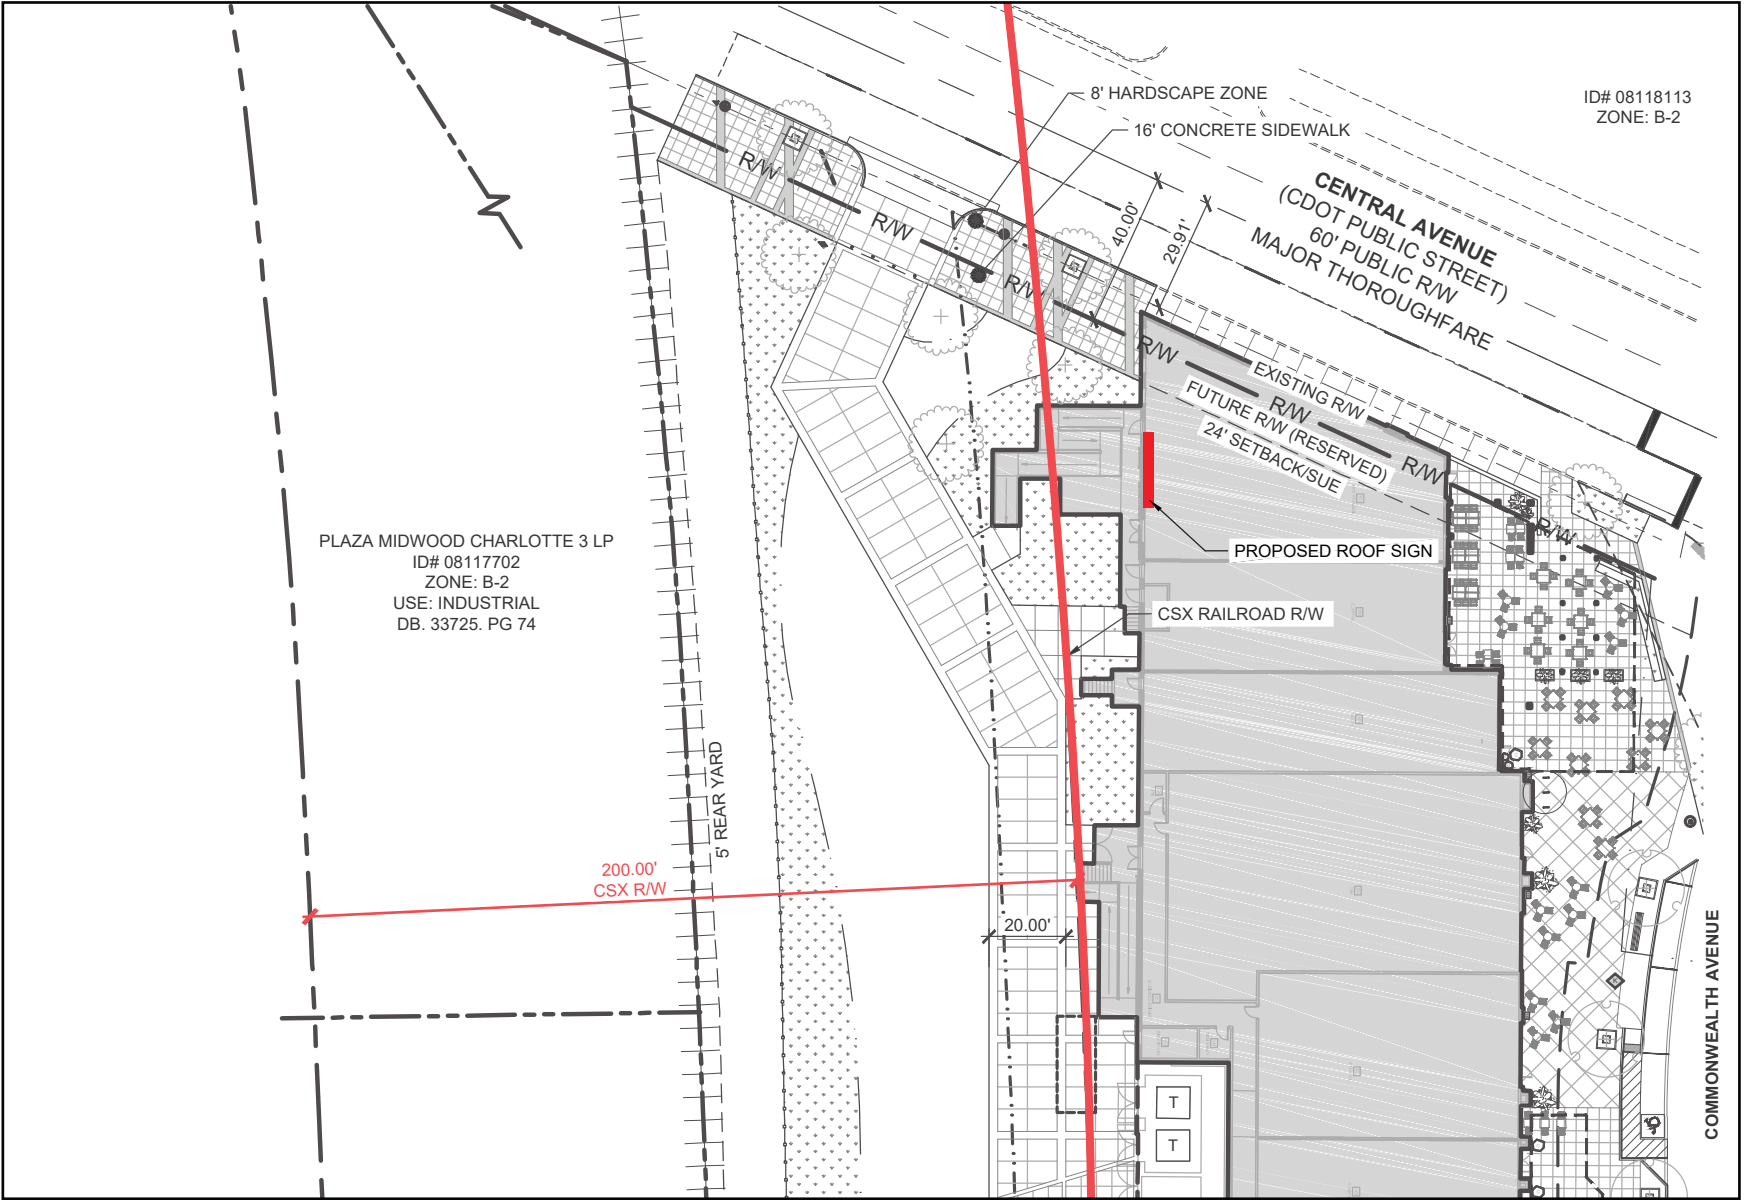 8' HARDSCAPE ZONE
16' CONCRETE SIDEWALK
ID# 08118113
ZONE: B-2
CENTRAL AVENUE
(CDOT PUBLIC STREET)
60' PUBLIC R/W
MAJOR THOROUGHFARE
40.00'
29.91'
R/W
R/W
R/W
R/W
R/W
R/W
R/W
EXISTING R/W
FUTURE R/W (RESERVED)
24' SETBACK/SUE
PROPOSED ROOF SIGN
CSX RAILROAD R/W
PLAZA MIDWOOD CHARLOTTE 3 LP
ID# 08117702
ZONE: B-2
USE: INDUSTRIAL
DB. 33725. PG 74
5' REAR YARD
200.00'
CSX R/W
20.00'
T
T
COMMONWEALTH AVENUE